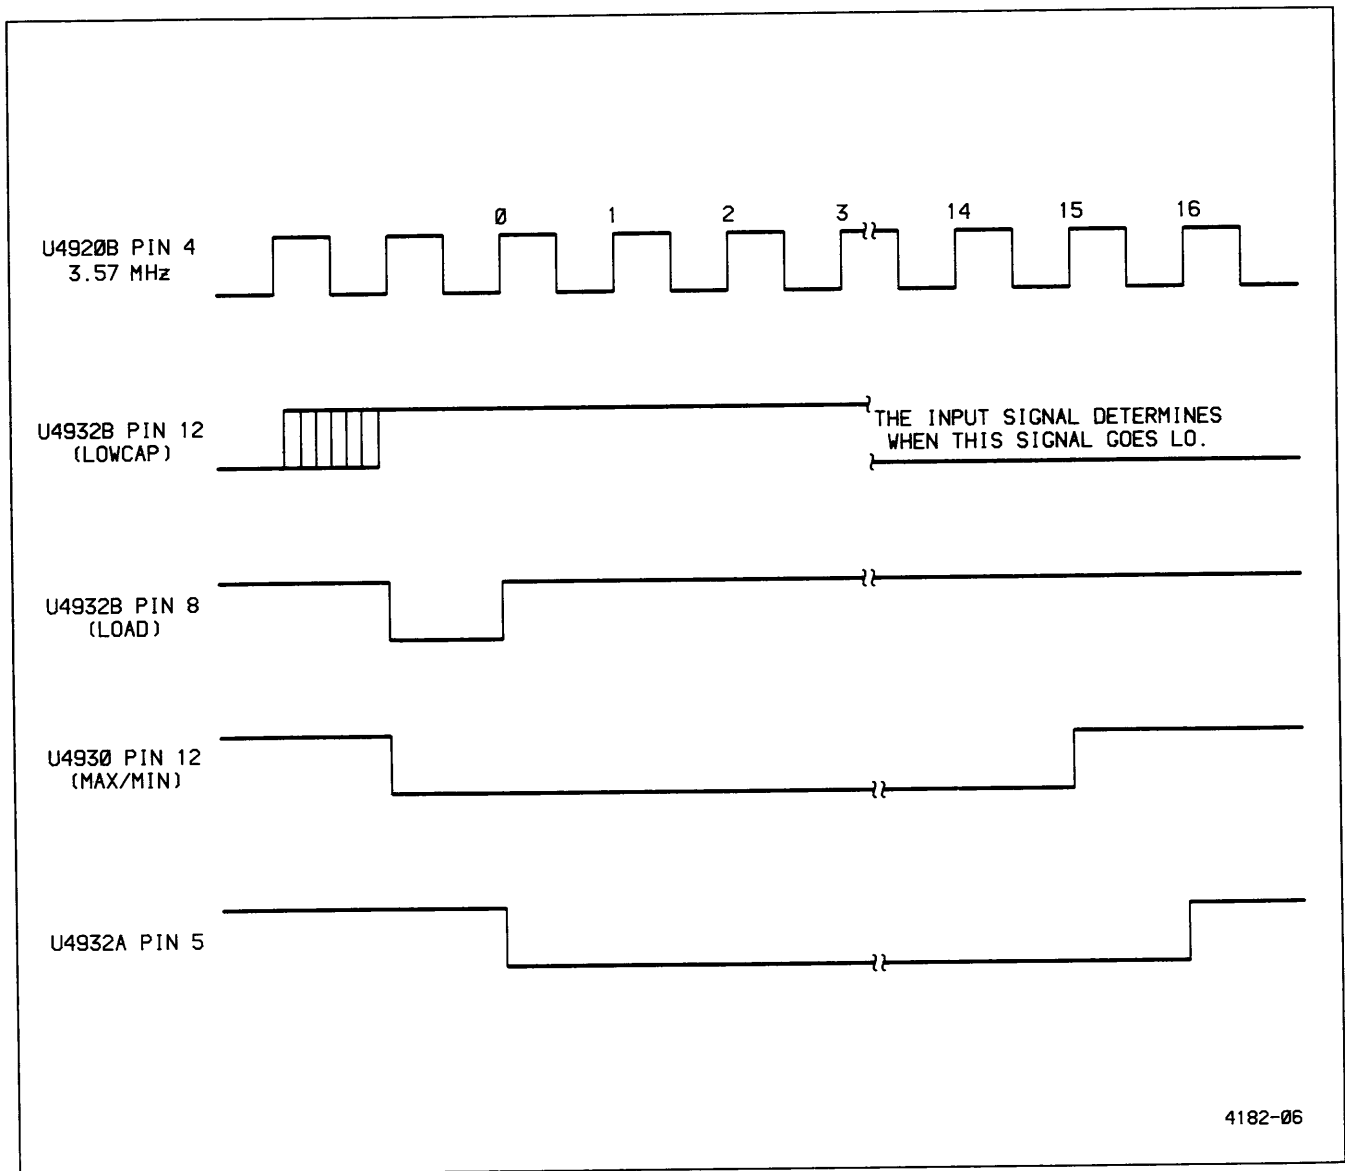 0 1 2 3 14 15 16
U4920B PIN 4
3.57 MHz
U4932B PIN 12
(LOWCAP)
THE INPUT SIGNAL DETERMINES
WHEN THIS SIGNAL GOES LO.
U4932B PIN 8
(LOAD)
U4930 PIN 12
(MAX/MIN)
U4932A PIN 5
4182-06